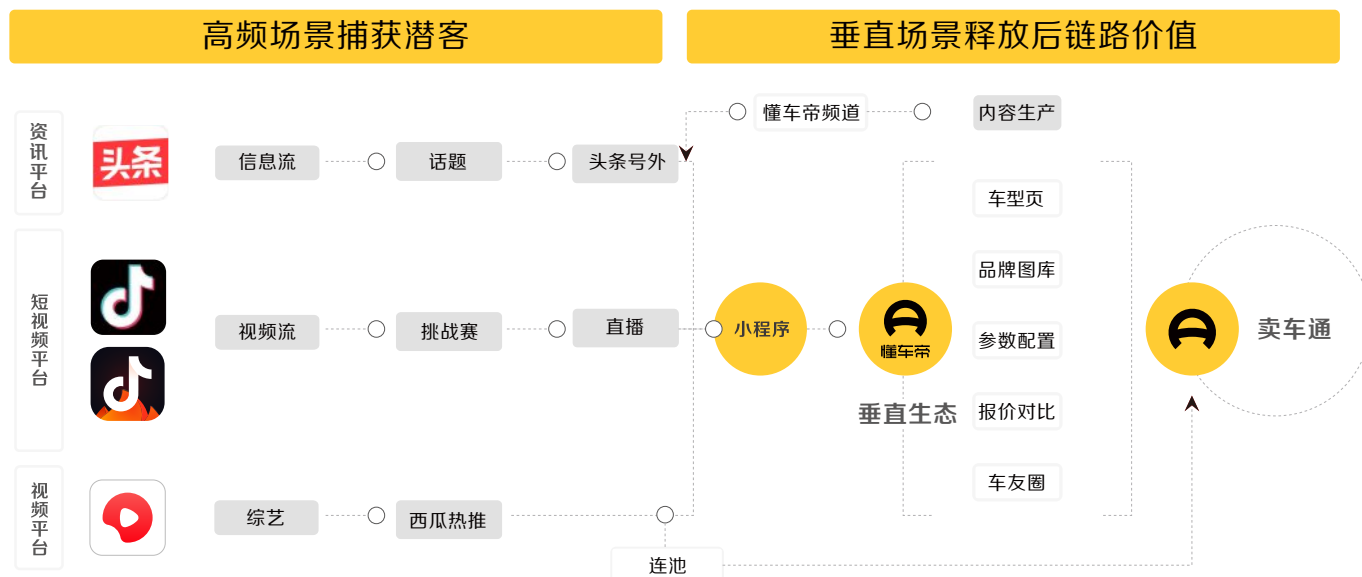 高频场景捕获潜客
垂直场景释放后链路价值
懂车帝频道
内容生产
资讯平台
头条
信息流
话题
头条号外
车型页
品牌图库
短视频平台
视频流
挑战赛
直播
小程序
懂车帝
参数配置
卖车通
垂直生态
报价对比
车友圈
视频平台
综艺
西瓜热推
连池